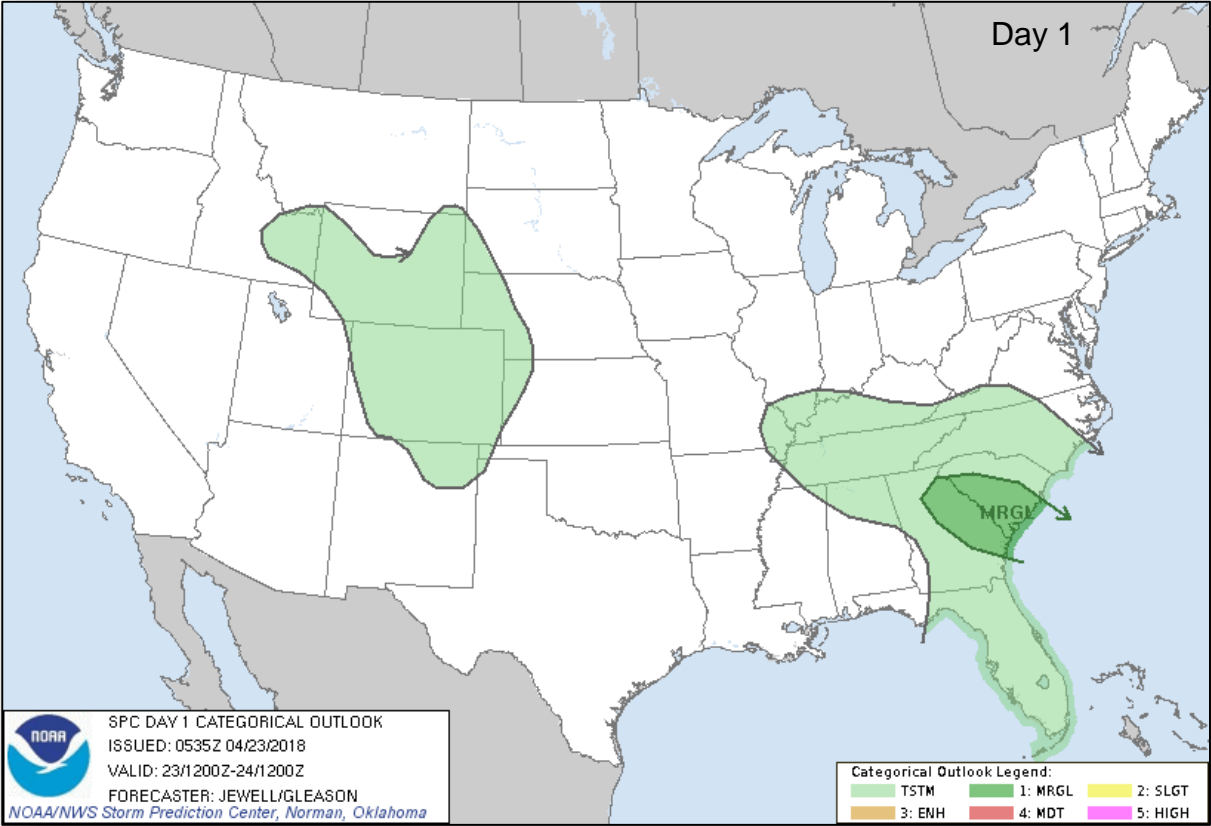 Day 1
MRGL
NOAA
SPC DAY 1 CATEGORICAL OUTLOOK
ISSUED: 0535Z 04/23/2018
VALID: 23/1200Z-24/1200Z
FORECASTER: JEWELL/GLEASON
NOAA/NWS Storm Prediction Center, Norman, Oklahoma
Categorical Outlook Legend:
TSTM 1: MRGL 2: SLGT
3: ENH 4: MDT 5: HIGH